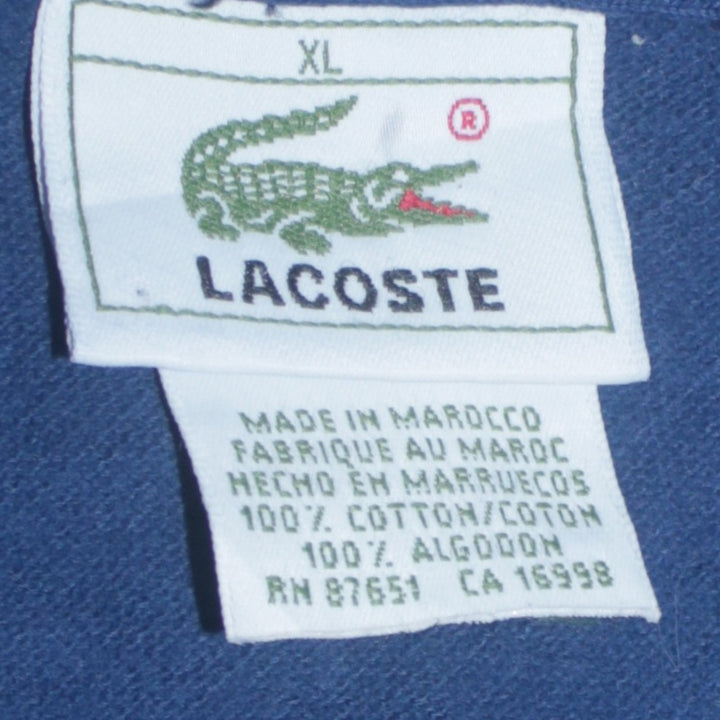 XL
®
LACOSTE
MADE IN MAROCCO
FABRIQUE AU MAROC
HECHO EN MARRUECOS
100% COTTON/COTON
100% ALGODON
RN 87651 CA 16998